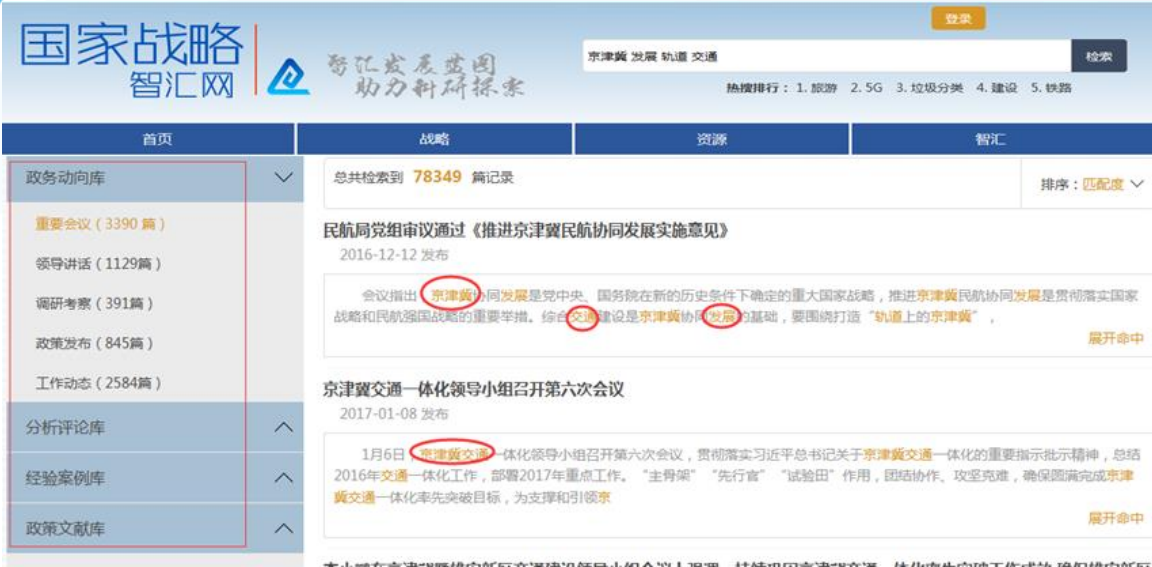 国家战略
智汇网
智汇发展蓝图
助力科研探索
登录
京津冀 发展 轨道 交通
检索
热搜排行：1. 旅游 2. 5G 3. 垃圾分类 4. 建设 5. 铁路
首页 战略 资源 智汇
政务动向库
重要会议（3390 篇）
领导讲话（1129篇）
调研考察（391篇）
政策发布（845篇）
工作动态（2584篇）
分析评论库
经验案例库
政策文献库
总共检索到 78349 篇记录
排序：匹配度
民航局党组审议通过《推进京津冀民航协同发展实施意见》
2016-12-12 发布
会议指出，京津冀协同发展是党中央、国务院在新的历史条件下确定的重大国家战略，推进京津冀民航协同发展是贯彻落实国家
战略和民航强国战略的重要举措。综合交通建设是京津冀协同发展的基础，要围绕打造“轨道上的京津冀”，
展开命中
京津冀交通一体化领导小组召开第六次会议
2017-01-08 发布
1月6日，京津冀交通一体化领导小组召开第六次会议，贯彻落实习近平总书记关于京津冀交通一体化的重要指示批示精神，总结
2016年交通一体化工作，部署2017年重点工作。“主骨架”“先行官”“试验田”作用，团结协作、攻坚克难，确保圆满完成京津
冀交通一体化率先突破目标，为支撑和引领京
展开命中